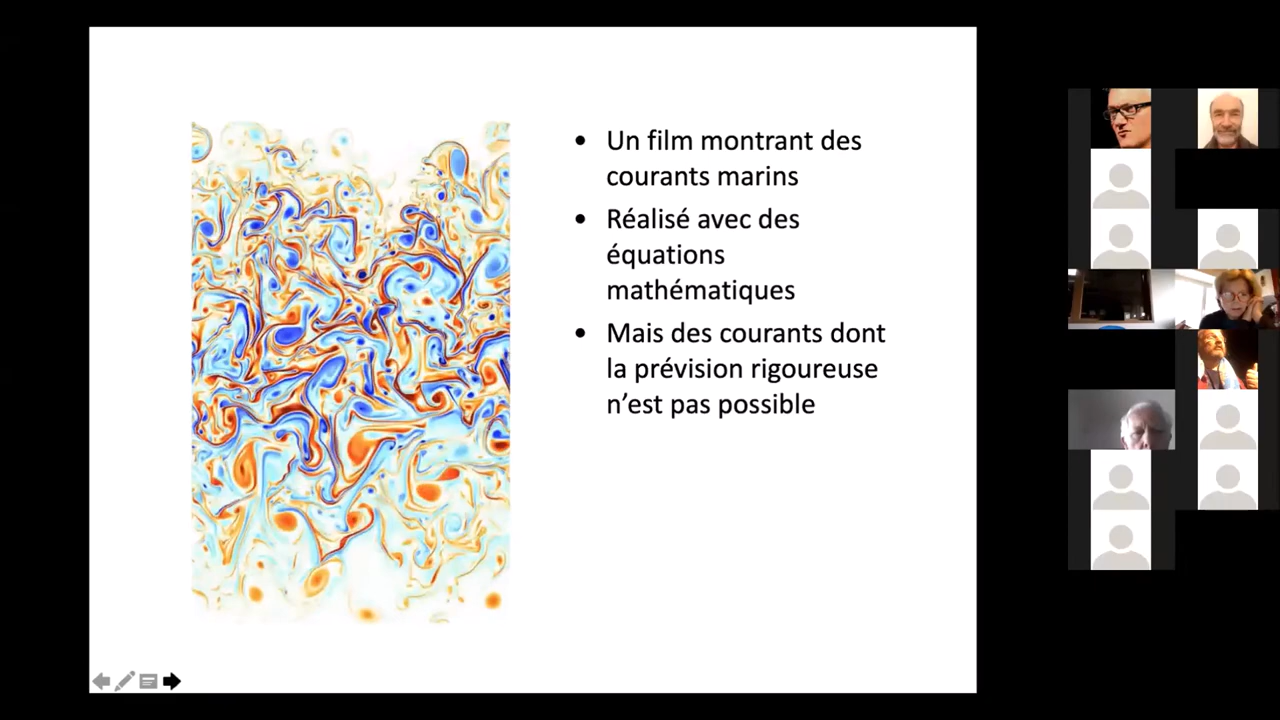 • Un film montrant des
courants marins
• Réalisé avec des
équations
mathématiques
• Mais des courants dont
la prévision rigoureuse
n’est pas possible